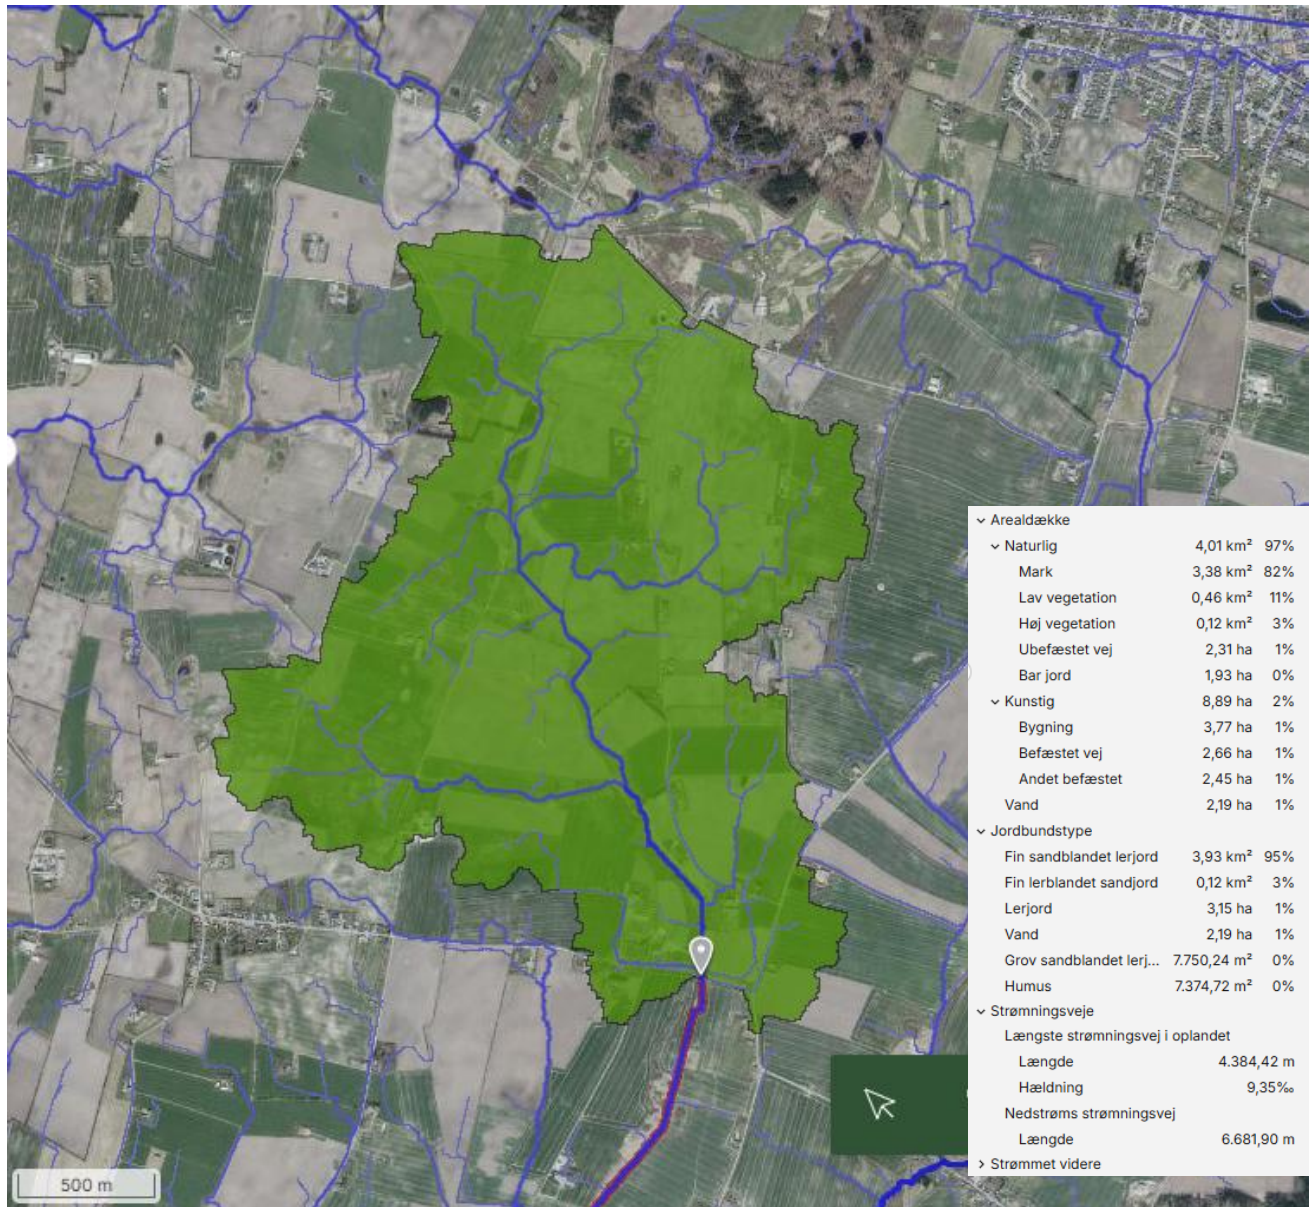 Arealdække
Naturlig 4,01 km² 97%
Mark 3,38 km² 82%
Lav vegetation 0,46 km² 11%
Høj vegetation 0,12 km² 3%
Ubefæstet vej 2,31 ha 1%
Bar jord 1,93 ha 0%
Kunstig 8,89 ha 2%
Bygning 3,77 ha 1%
Befæstet vej 2,66 ha 1%
Andet befæstet 2,45 ha 1%
Vand 2,19 ha 1%
Jordbundstype
Fin sandblandet lerjord 3,93 km² 95%
Fin lerblandet sandjord 0,12 km² 3%
Lerjord 3,15 ha 1%
Vand 2,19 ha 1%
Grov sandblandet lerj... 7.750,24 m² 0%
Humus 7.374,72 m² 0%
Strømningsveje
Længste strømningsvej i oplandet
Længde 4.384,42 m
Hældning 9,35‰
Nedstrøms strømningsvej
Længde 6.681,90 m
Strømmet videre
500 m